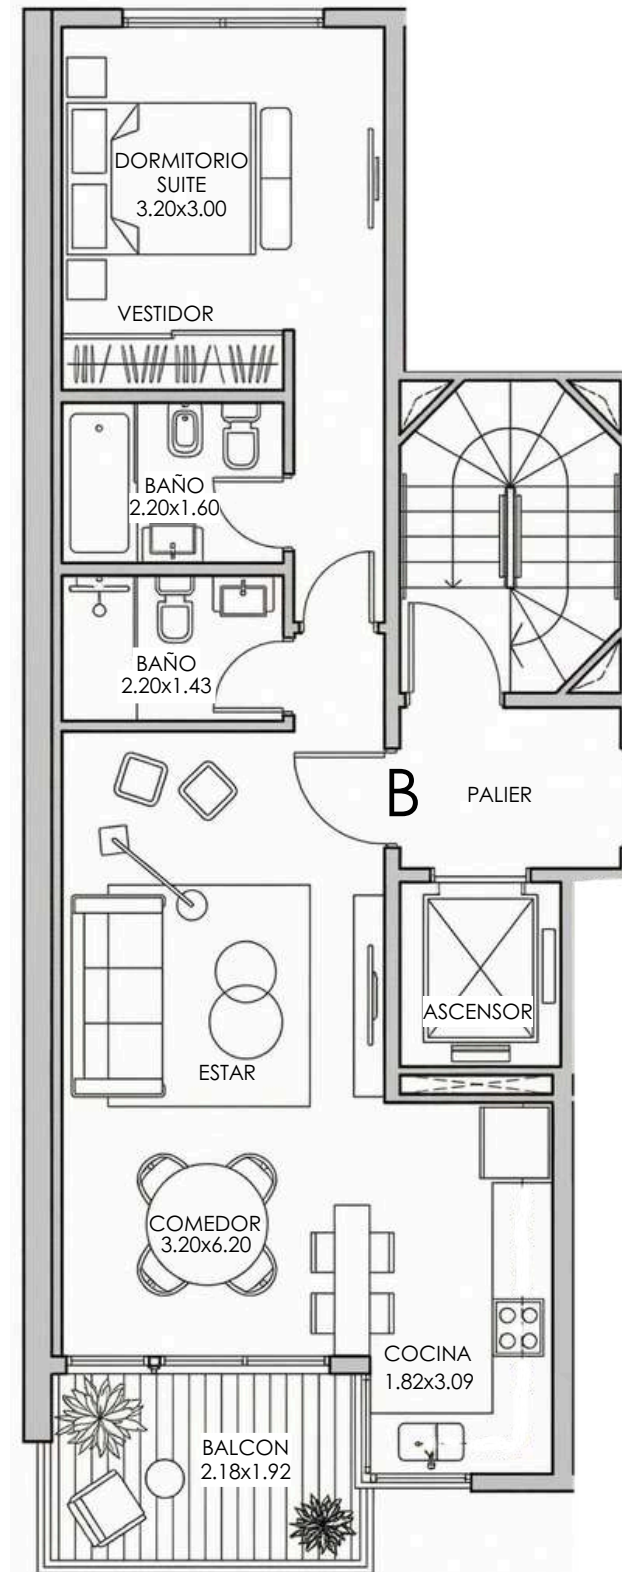 DORMITORIO
SUITE
3.20x3.00
VESTIDOR
BAÑO
2.20x1.60
BAÑO
2.20x1.43
B
PALIER
ASCENSOR
ESTAR
COMEDOR
3.20x6.20
COCINA
1.82x3.09
BALCON
2.18x1.92